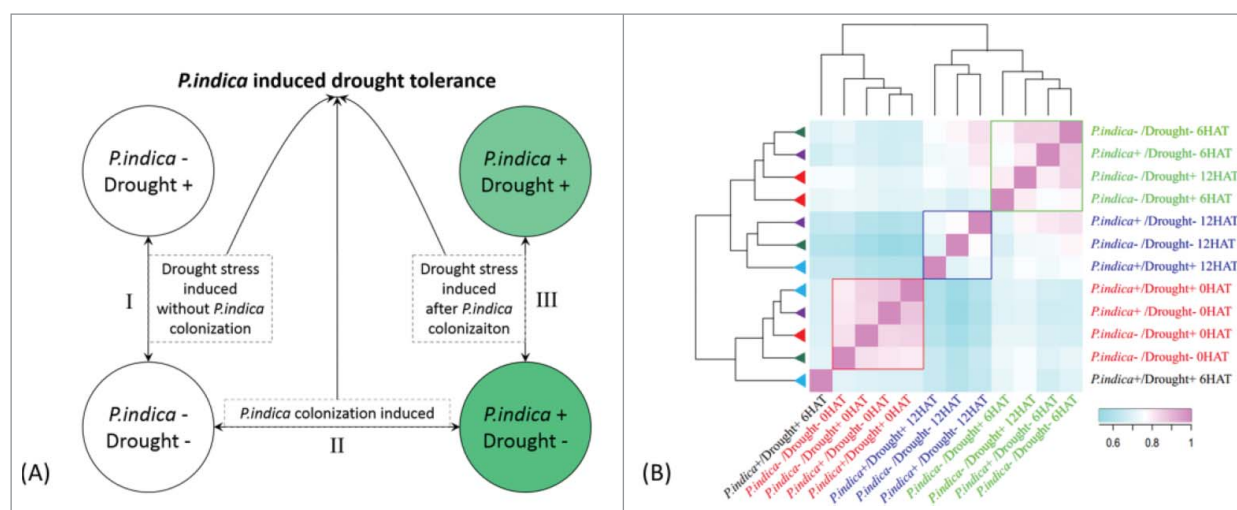 P.indica induced drought tolerance
P.indica -
Drought +
P.indica +
Drought +
Drought stress
induced
without P.indica
colonization
Drought stress
induced
after P.indica
colonizaiton
I
III
P.indica -
Drought -
P.indica colonization induced
II
P.indica +
Drought -
(A)
P.indica- /Drought- 6HAT
P.indica+ /Drought- 6HAT
P.indica- /Drought+ 12HAT
P.indica- /Drought+ 6HAT
P.indica+ /Drought- 12HAT
P.indica- /Drought- 12HAT
P.indica+/Drought+ 12HAT
P.indica+/Drought+ 0HAT
P.indica+ /Drought- 0HAT
P.indica- /Drought+ 0HAT
P.indica- /Drought- 0HAT
P.indica+/Drought+ 6HAT
P.indica+/Drought+ 6HAT
P.indica- /Drought- 0HAT
P.indica- /Drought+ 0HAT
P.indica+ /Drought- 0HAT
P.indica+/Drought+ 0HAT
P.indica+/Drought+ 12HAT
P.indica- /Drought- 12HAT
P.indica+ /Drought- 12HAT
P.indica- /Drought+ 6HAT
P.indica- /Drought+ 12HAT
P.indica+ /Drought- 6HAT
P.indica- /Drought- 6HAT
0.6 0.8 1
(B)